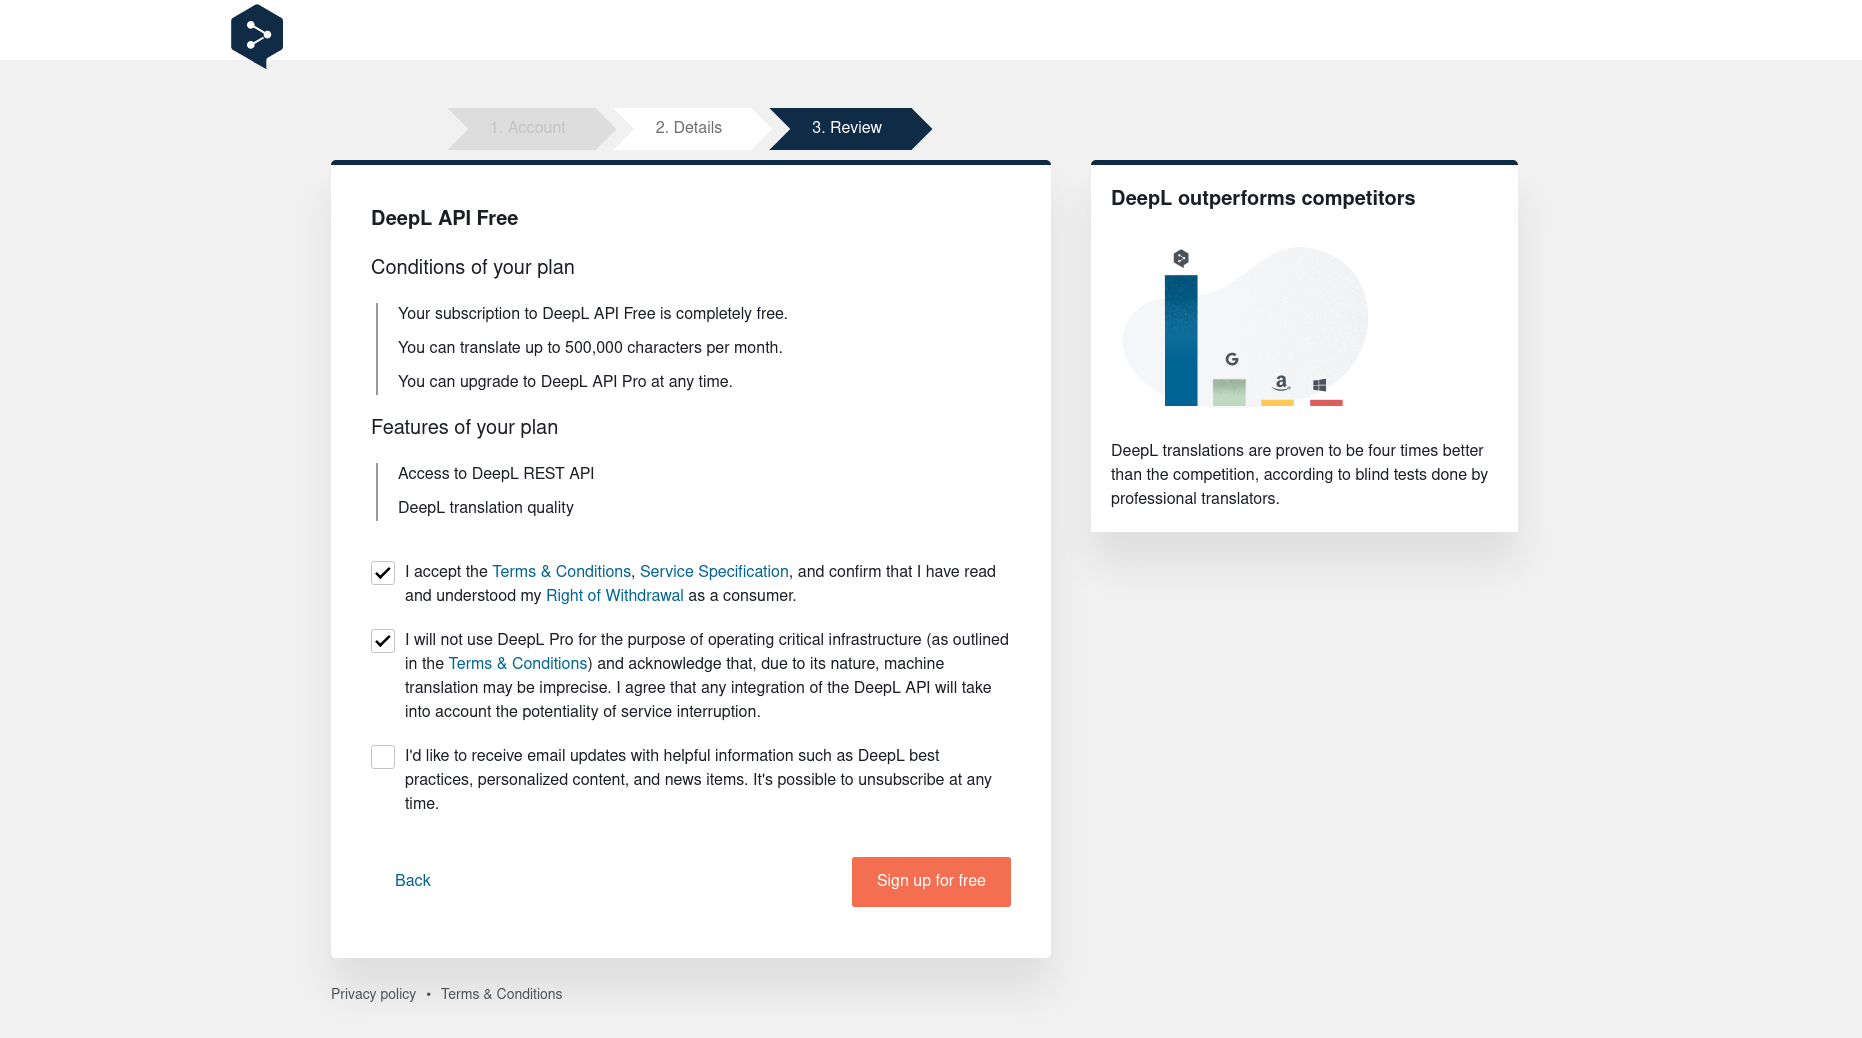 1. Account
2. Details
3. Review
DeepL API Free
Conditions of your plan
Your subscription to DeepL API Free is completely free.
You can translate up to 500,000 characters per month.
You can upgrade to DeepL API Pro at any time.
Features of your plan
Access to DeepL REST API
DeepL translation quality
I accept the Terms & Conditions, Service Specification, and confirm that I have read
and understood my Right of Withdrawal as a consumer.
I will not use DeepL Pro for the purpose of operating critical infrastructure (as outlined
in the Terms & Conditions) and acknowledge that, due to its nature, machine
translation may be imprecise. I agree that any integration of the DeepL API will take
into account the potentiality of service interruption.
I'd like to receive email updates with helpful information such as DeepL best
practices, personalized content, and news items. It's possible to unsubscribe at any
time.
Back
Sign up for free
DeepL outperforms competitors
G
a
DeepL translations are proven to be four times better
than the competition, according to blind tests done by
professional translators.
Privacy policy • Terms & Conditions